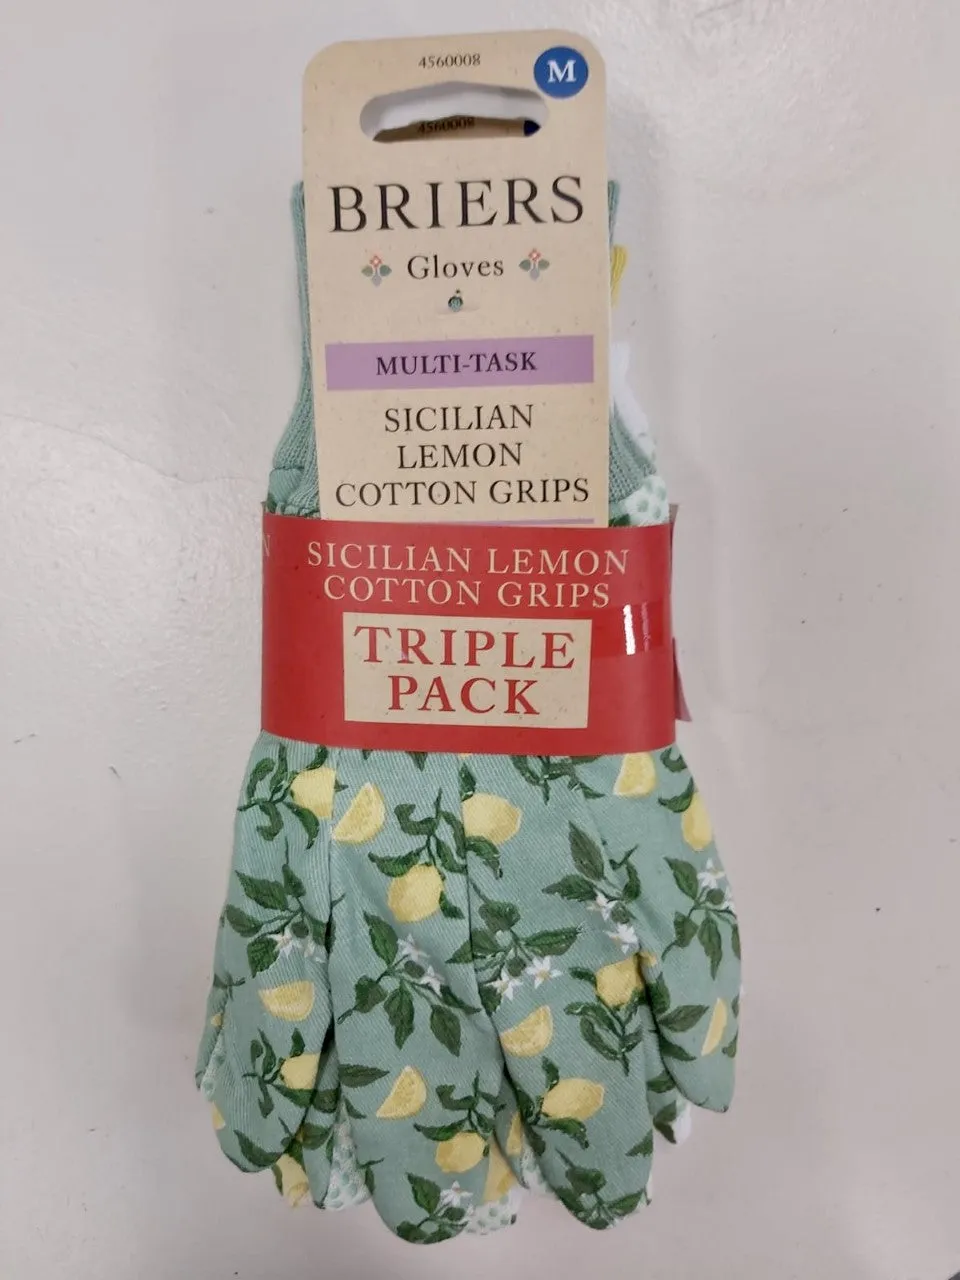 4560008
M
4560008
BRIERS
Gloves
MULTI-TASK
SICILIAN
LEMON
COTTON GRIPS
N
SICILIAN LEMON
COTTON GRIPS
TRIPLE
PACK